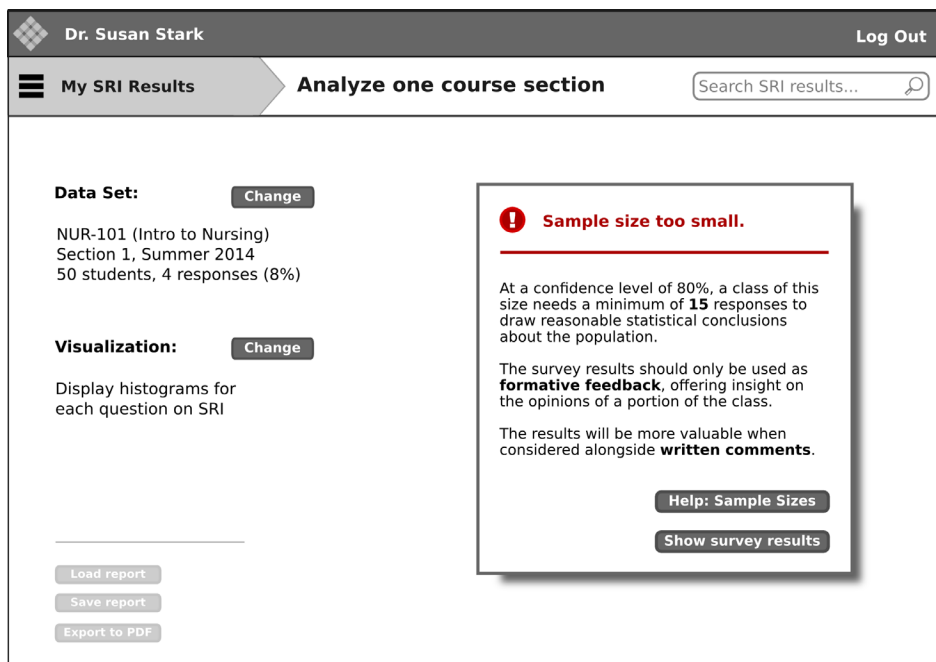 Dr. Susan Stark
Log Out
My SRI Results
Analyze one course section
Search SRI results...
Data Set:
Change
NUR-101 (Intro to Nursing)
Section 1, Summer 2014
50 students, 4 responses (8%)
Visualization:
Change
Display histograms for
each question on SRI
Load report
Save report
Export to PDF
Sample size too small.
At a confidence level of 80%, a class of this
size needs a minimum of 15 responses to
draw reasonable statistical conclusions
about the population.
The survey results should only be used as
formative feedback, offering insight on
the opinions of a portion of the class.
The results will be more valuable when
considered alongside written comments.
Help: Sample Sizes
Show survey results